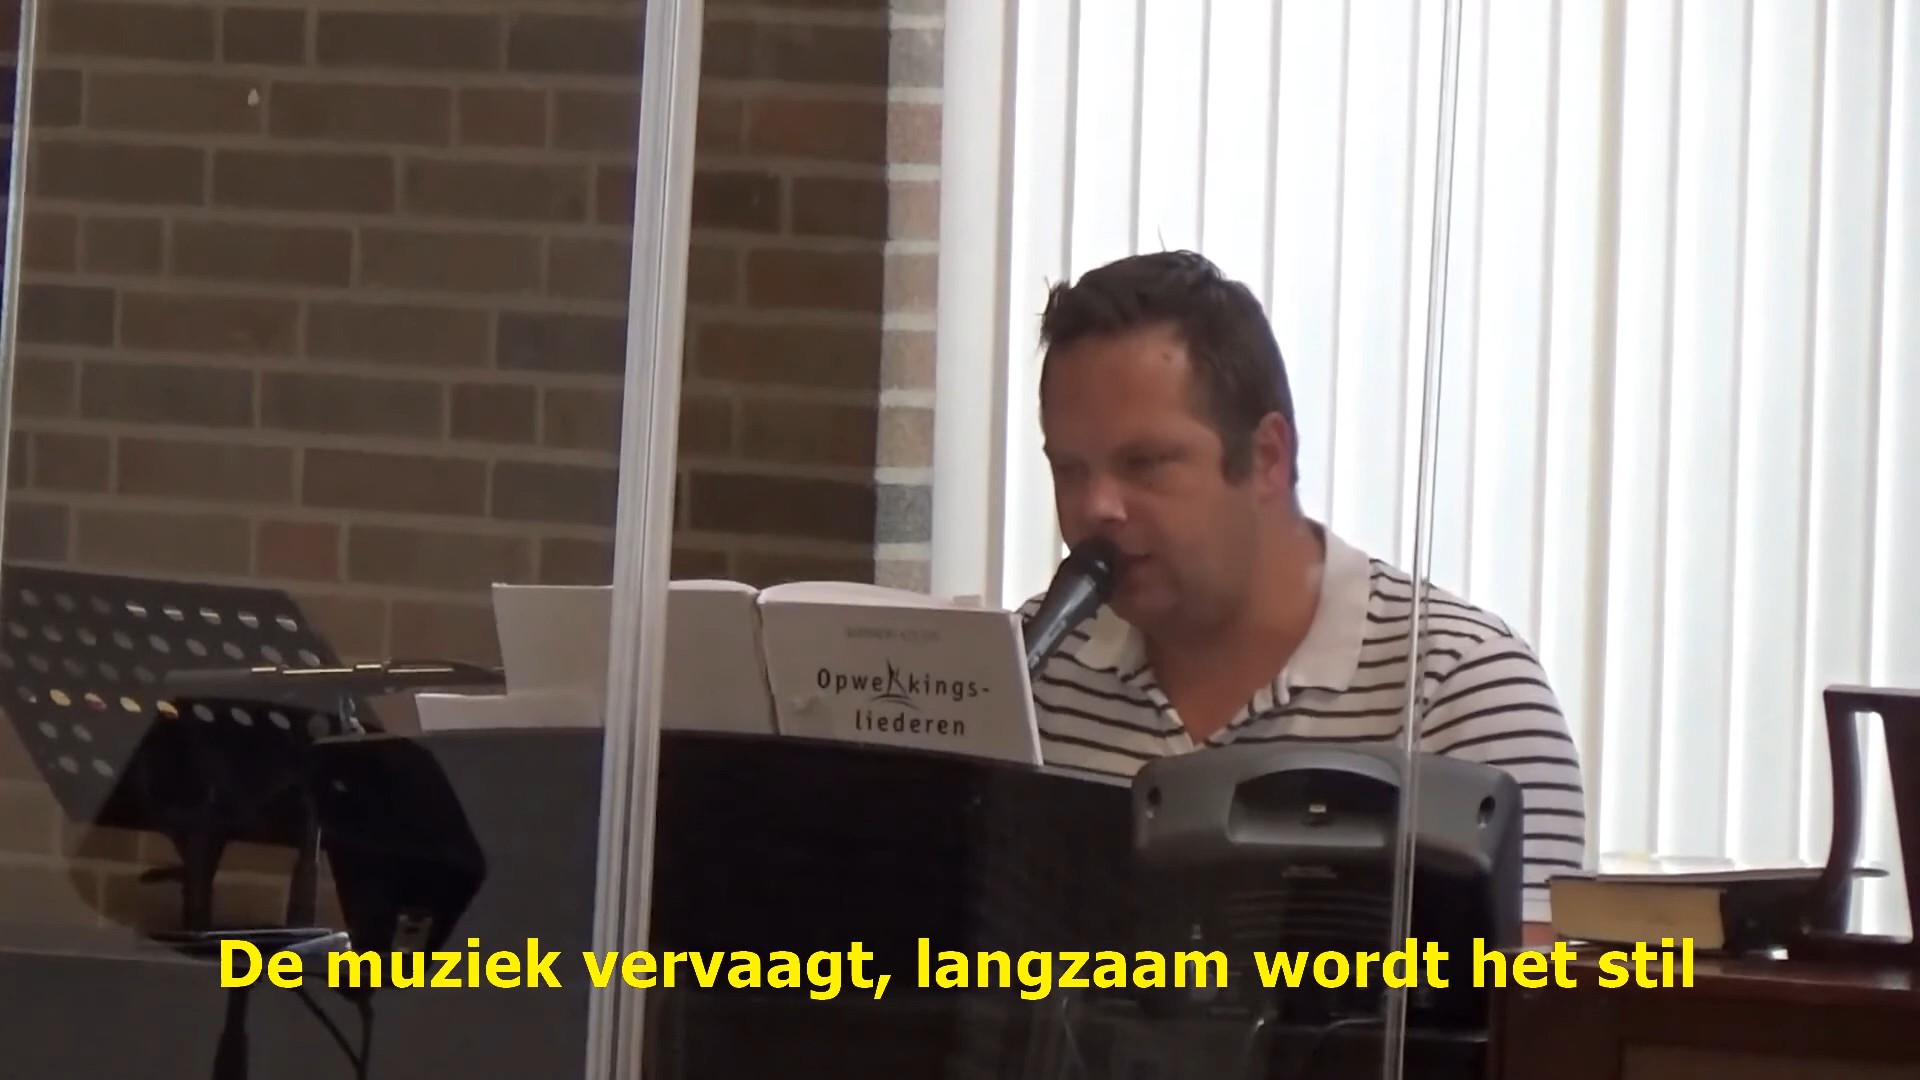 Opwekkings-
liederen
De muziek vervaagt, langzaam wordt het stil